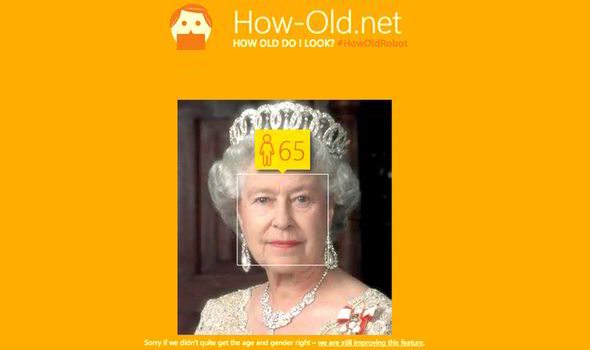 How-Old.net
HOW OLD DO I LOOK? #HowOldRobot
65
Sorry if we didn't quite get the age and gender right – we are still improving this feature.